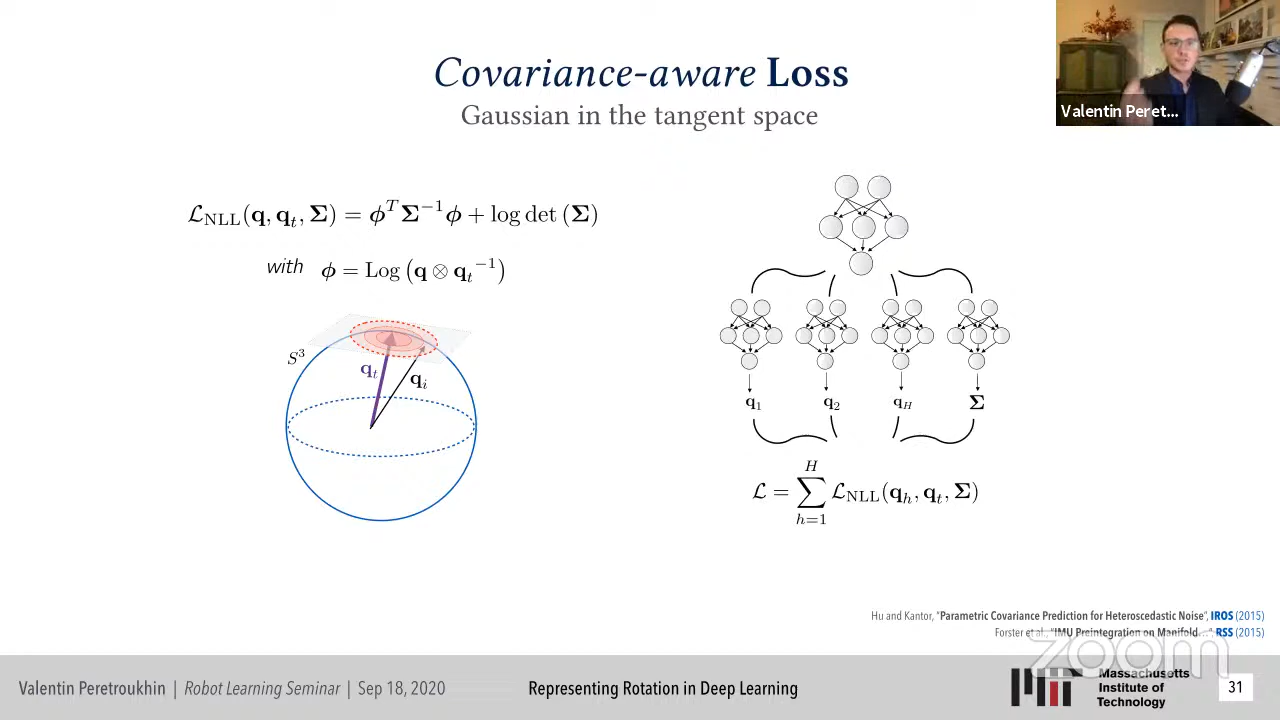 Covariance-aware Loss
Gaussian in the tangent space
Valentin Peret...
ℒ_NLL(q, q_t, Σ) = ϕ^T Σ^−1 ϕ + log det (Σ)
with ϕ = Log (q ⊗ q_t^−1)
S^3
q_t
q_i
q_1 q_2 q_H Σ
ℒ = ∑_{h=1}^{H} ℒ_NLL(q_h, q_t, Σ)
Hu and Kantor, "Parametric Covariance Prediction for Heteroscedastic Noise", IROS (2015)
Forster et al., "IMU Preintegration on Manifold...", RSS (2015)
zoom
Valentin Peretroukhin | Robot Learning Seminar | Sep 18, 2020
Representing Rotation in Deep Learning
Massachusetts
Institute of
Technology
31